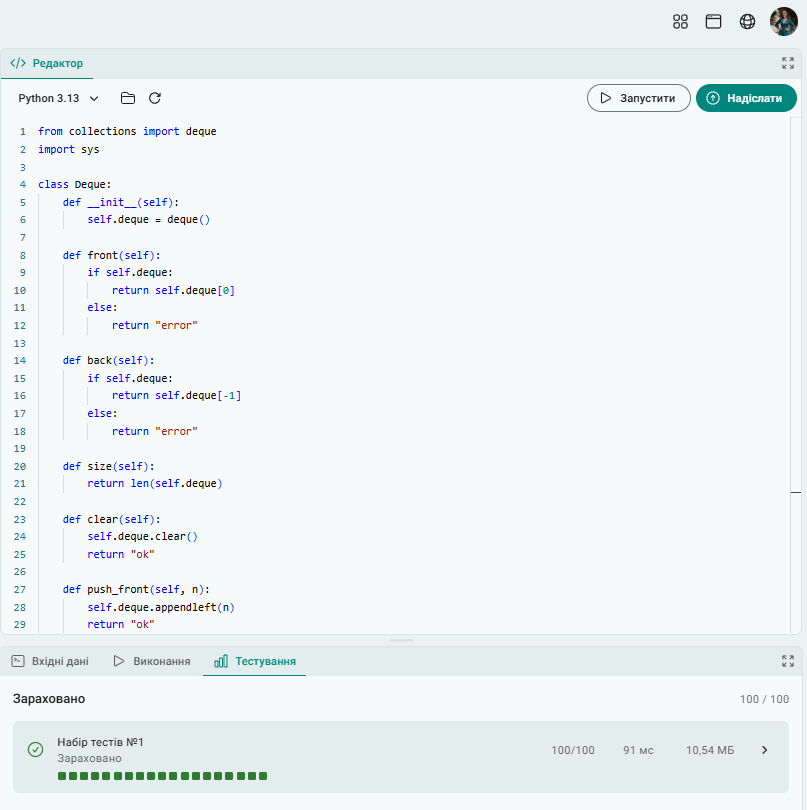 </> Редактор
Python 3.13
Запустити
Надіслати
1 from collections import deque
2 import sys
3
4 class Deque:
5     def __init__(self):
6         self.deque = deque()
7
8     def front(self):
9         if self.deque:
10             return self.deque[0]
11         else:
12             return "error"
13
14     def back(self):
15         if self.deque:
16             return self.deque[-1]
17         else:
18             return "error"
19
20     def size(self):
21         return len(self.deque)
22
23     def clear(self):
24         self.deque.clear()
25         return "ok"
26
27     def push_front(self, n):
28         self.deque.appendleft(n)
29         return "ok"
Вхідні дані Виконання Тестування
Зараховано 100 / 100
Набір тестів №1 100/100 91 мс 10,54 МБ
Зараховано